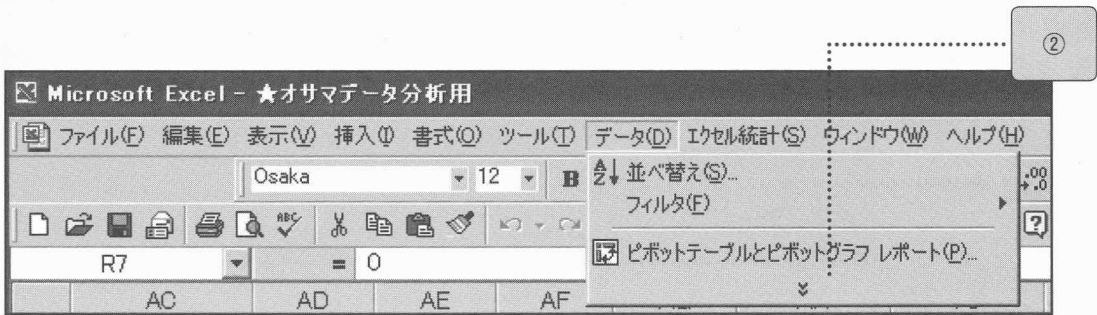 ②
Microsoft Excel - ★オサマデータ分析用
ファイル(F) 編集(E) 表示(V) 挿入(I) 書式(O) ツール(T) データ(D) エクセル統計(S) ウィンドウ(W) ヘルプ(H)
Osaka 12 B
並べ替え(S)...
フィルタ(F)
ピボットテーブルとピボットグラフ レポート(P)...
R7 = 0
AC AD AE AF